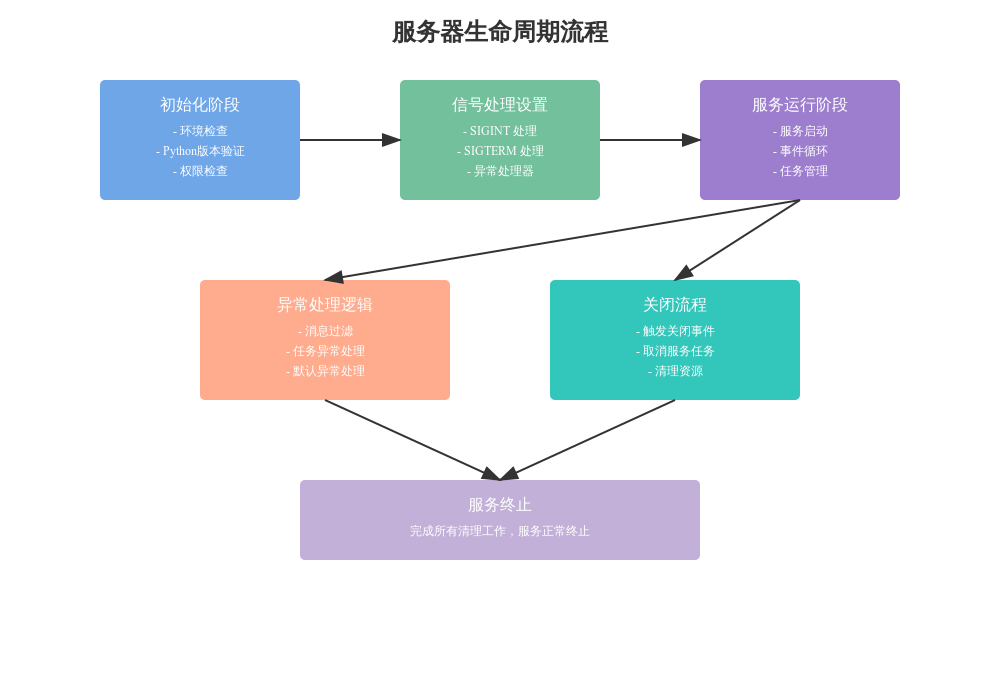 服务器生命周期流程
初始化阶段
- 环境检查
- Python版本验证
- 权限检查
信号处理设置
- SIGINT 处理
- SIGTERM 处理
- 异常处理器
服务运行阶段
- 服务启动
- 事件循环
- 任务管理
异常处理逻辑
- 消息过滤
- 任务异常处理
- 默认异常处理
关闭流程
- 触发关闭事件
- 取消服务任务
- 清理资源
服务终止
完成所有清理工作，服务正常终止